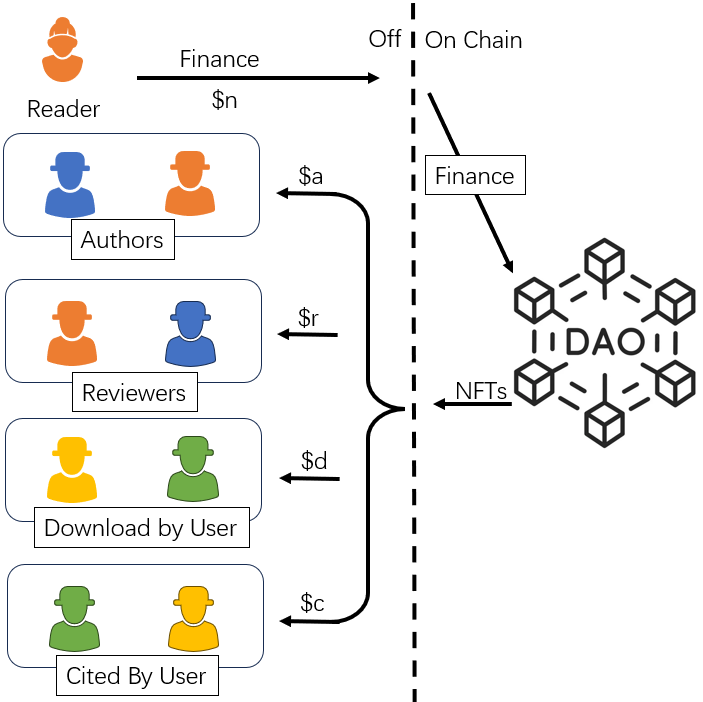 Off
On Chain
Finance
$n
Reader
$a
Finance
Authors
$r
DAO
Reviewers
NFTs
$d
Download by User
$c
Cited By User